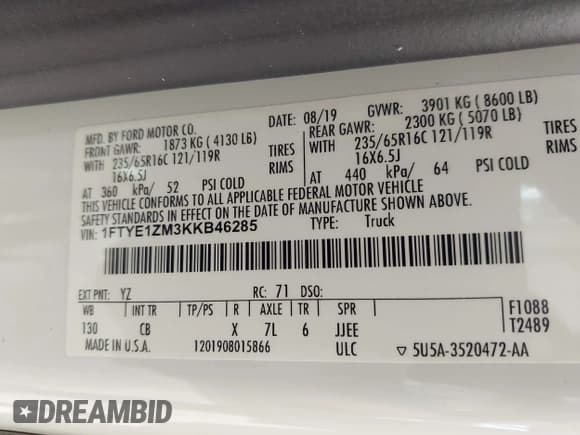 MFD. BY FORD MOTOR CO.
DATE: 08/19 GVWR: 3901 KG ( 8600 LB)
FRONT GAWR: 1873 KG ( 4130 LB)
REAR GAWR: 2300 KG ( 5070 LB)
WITH 235/65R16C 121/119R TIRES
WITH 235/65R16C 121/119R TIRES
16X6.5J RIMS
16X6.5J RIMS
AT 360 kPa/ 52 PSI COLD
AT 440 kPa/ 64 PSI COLD
THIS VEHICLE CONFORMS TO ALL APPLICABLE FEDERAL MOTOR VEHICLE
SAFETY STANDARDS IN EFFECT ON THE DATE OF MANUFACTURE SHOWN ABOVE.
VIN: 1FTYE1ZM3KKB46285 TYPE: Truck
EXT PNT: YZ RC: 71 DSO:
WB INT TR TP/PS R AXLE TR SPR
130 CB X 7L 6 JJEE
F1088
T2489
MADE IN U.S.A. 1201908015866 ULC ▽ 5U5A-3520472-AA
DREAMBID